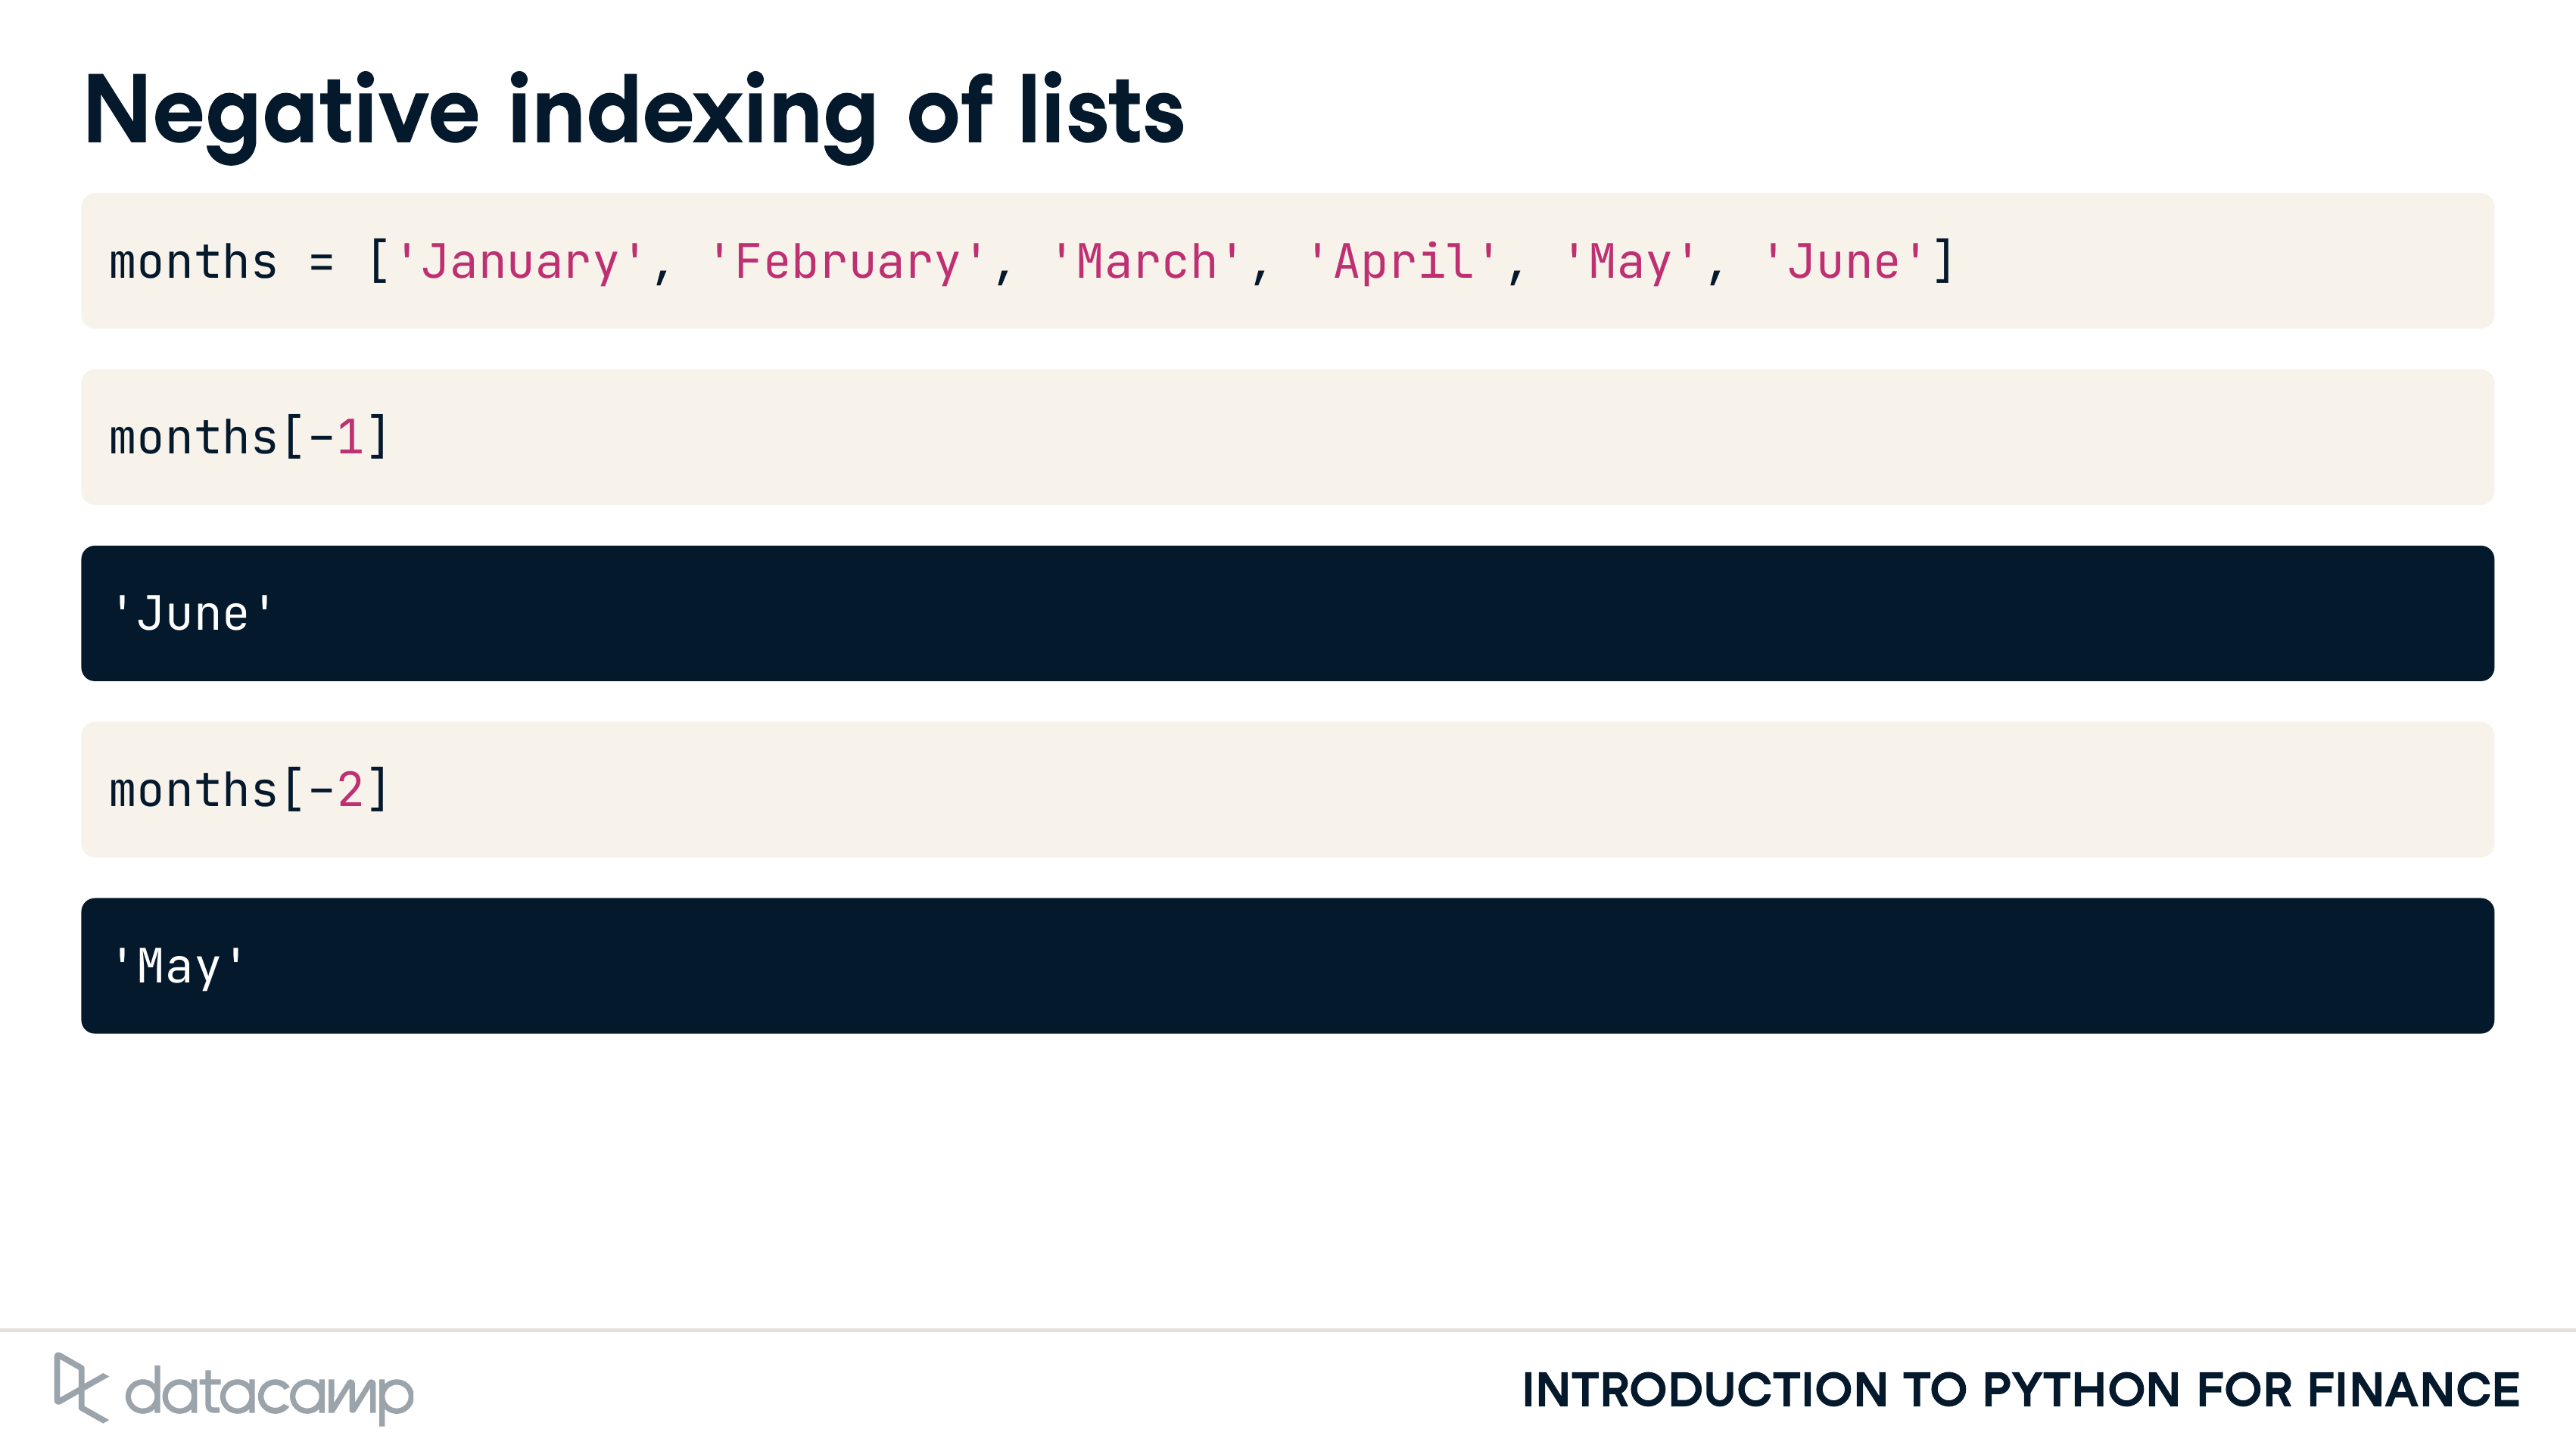 Negative indexing of lists
months = ['January', 'February', 'March', 'April', 'May', 'June']
months[-1]
'June'
months[-2]
'May'
datacamp
INTRODUCTION TO PYTHON FOR FINANCE